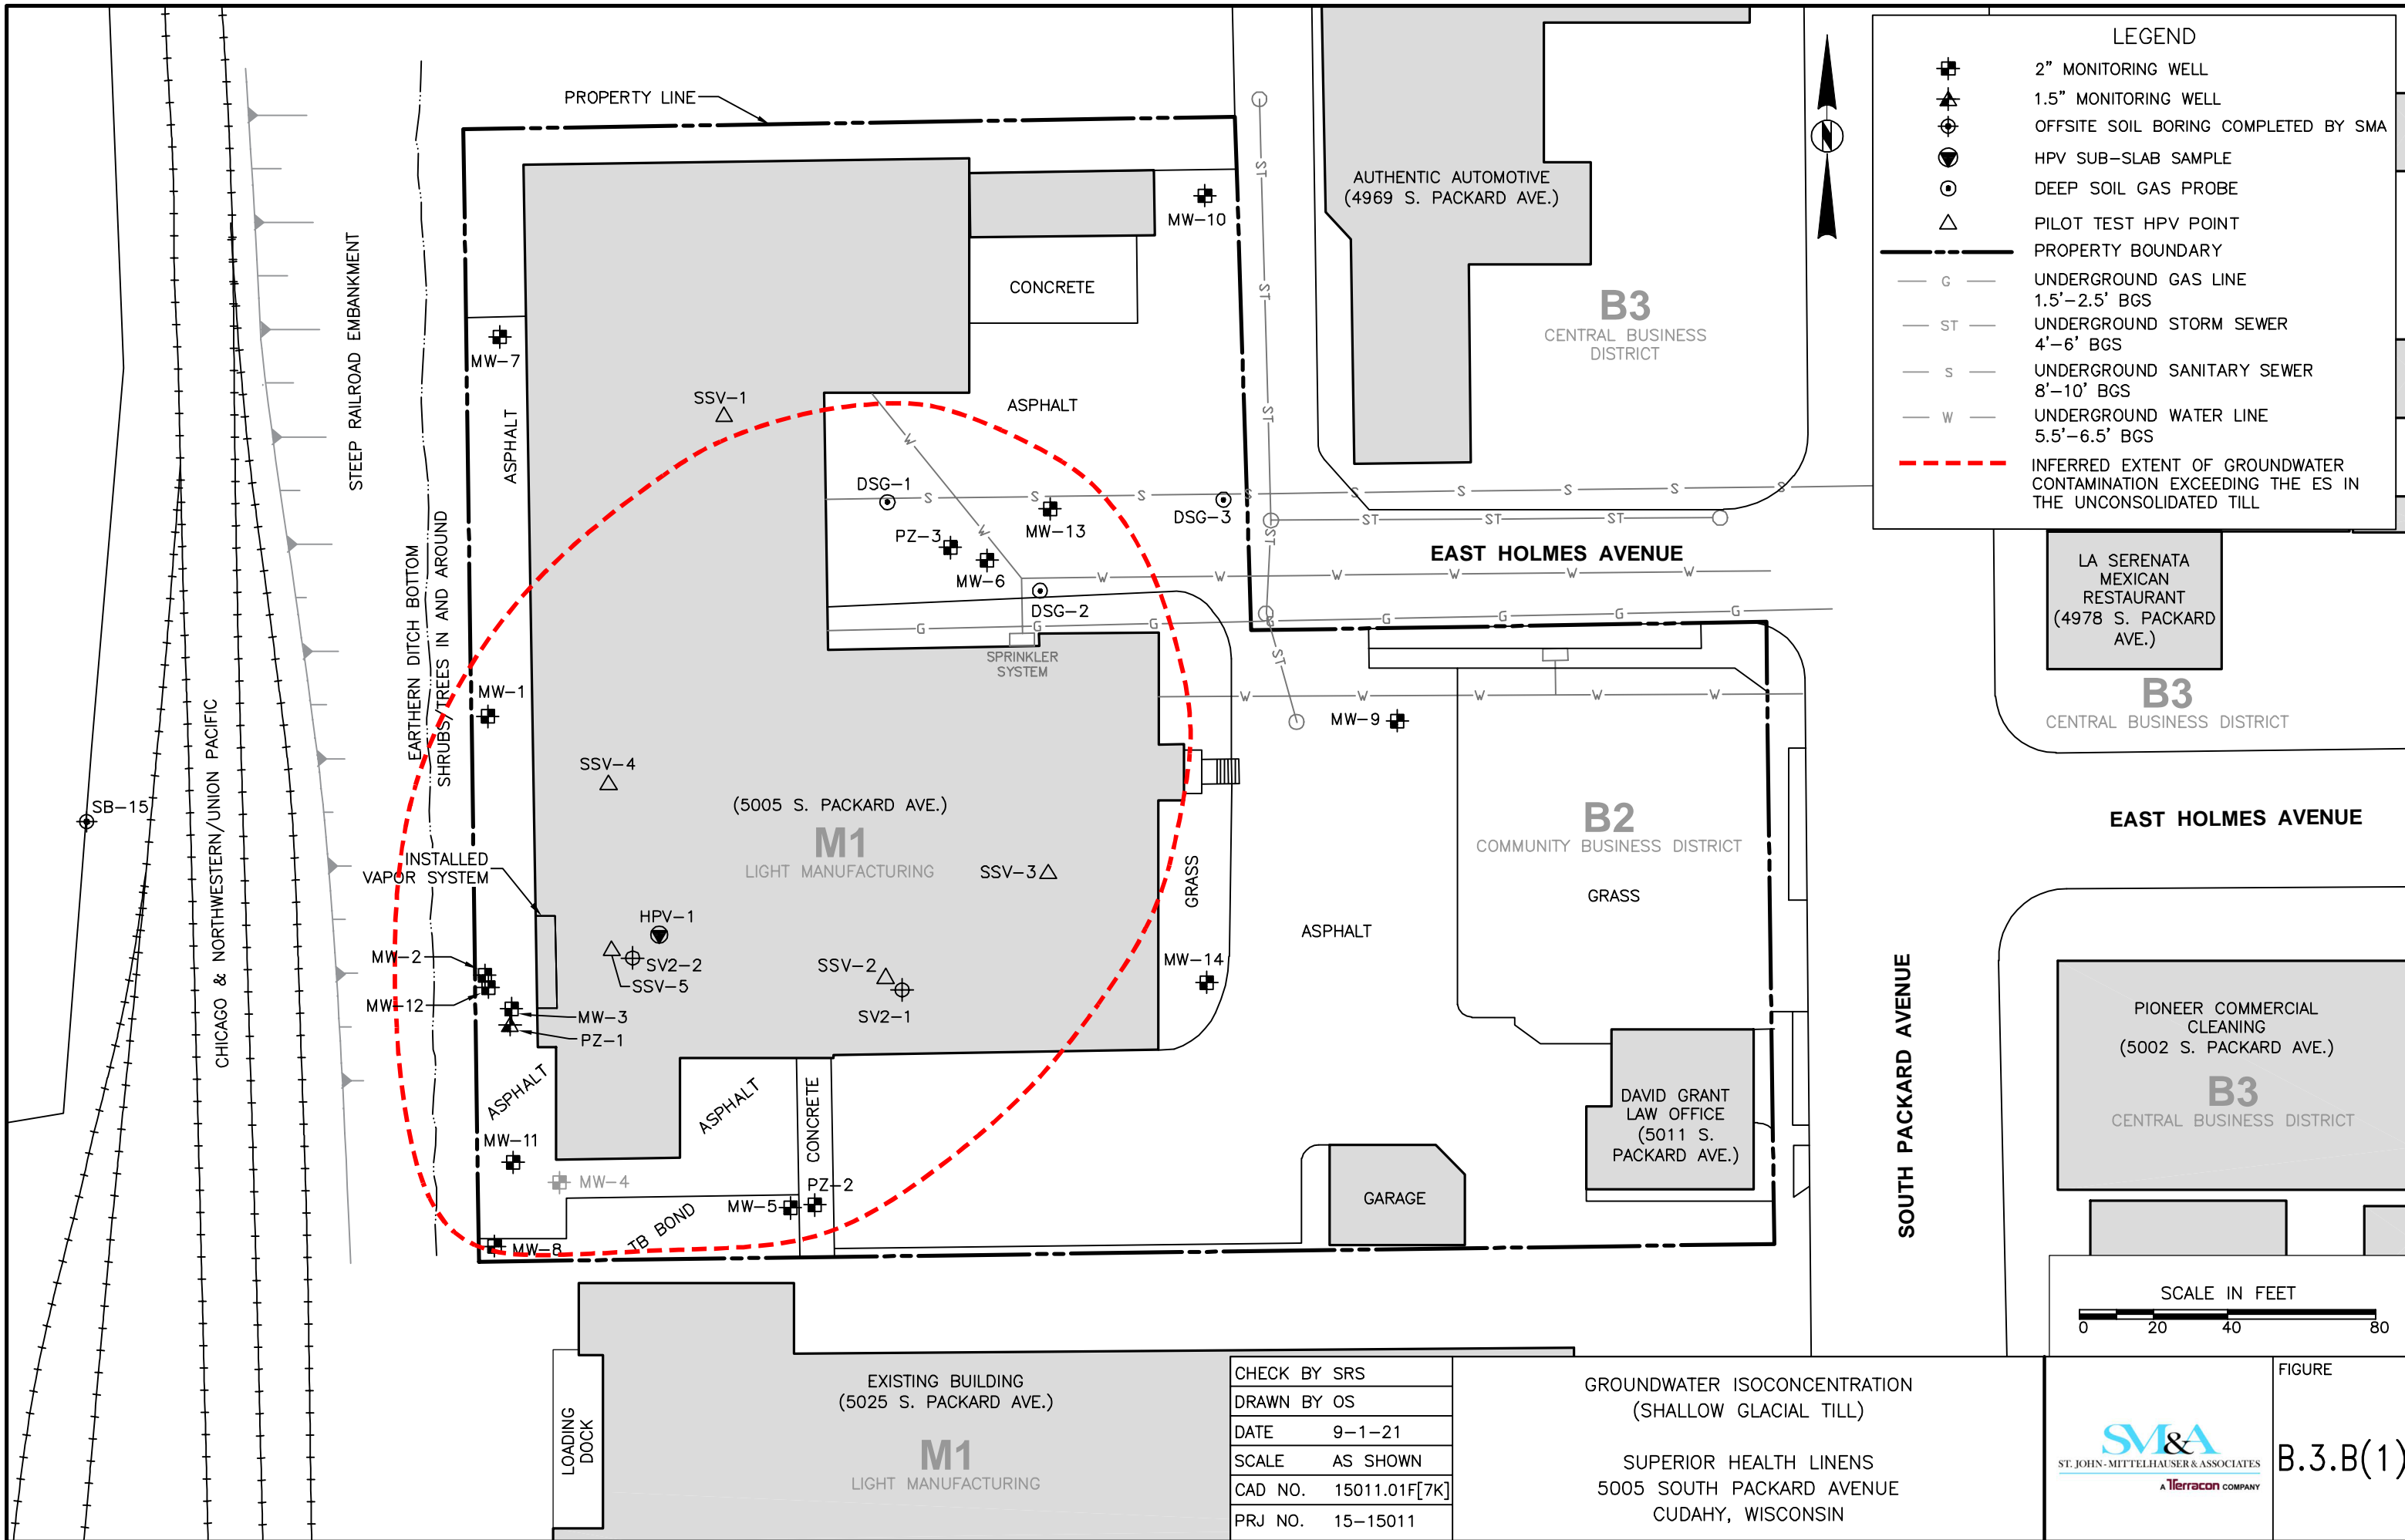 PROPERTY LINE
STEEP RAILROAD EMBANKMENT
EARTHERN DITCH BOTTOM
SHRUBS/TREES IN AND AROUND
CHICAGO & NORTHWESTERN/UNION PACIFIC
SB-15
MW-7
ASPHALT
SSV-1
MW-10
CONCRETE
ASPHALT
DSG-1
PZ-3
MW-6
MW-13
DSG-2
DSG-3
SPRINKLER
SYSTEM
W
W
S
S
S
S
S
S
S
S
S
ST
ST
ST
ST
ST
ST
ST
ST
W
W
W
W
W
W
G
G
G
G
G
G
G
G
W
W
W
W
W
AUTHENTIC AUTOMOTIVE
(4969 S. PACKARD AVE.)
B3
CENTRAL BUSINESS
DISTRICT
EAST HOLMES AVENUE
MW-1
SSV-4
(5005 S. PACKARD AVE.)
M1
LIGHT MANUFACTURING
SSV-3
INSTALLED
VAPOR SYSTEM
HPV-1
SV2-2
SSV-5
SSV-2
SV2-1
MW-2
MW-12
MW-3
PZ-1
ASPHALT
MW-11
MW-4
ASPHALT
CONCRETE
PZ-2
MW-5
TB BOND
MW-8
GRASS
MW-14
MW-9
ASPHALT
B2
COMMUNITY BUSINESS DISTRICT
GRASS
DAVID GRANT
LAW OFFICE
(5011 S.
PACKARD AVE.)
GARAGE
SOUTH PACKARD AVENUE
LA SERENATA
MEXICAN
RESTAURANT
(4978 S. PACKARD
AVE.)
B3
CENTRAL BUSINESS DISTRICT
EAST HOLMES AVENUE
PIONEER COMMERCIAL
CLEANING
(5002 S. PACKARD AVE.)
B3
CENTRAL BUSINESS DISTRICT
LOADING
DOCK
EXISTING BUILDING
(5025 S. PACKARD AVE.)
M1
LIGHT MANUFACTURING
N
LEGEND
2" MONITORING WELL
1.5" MONITORING WELL
OFFSITE SOIL BORING COMPLETED BY SMA
HPV SUB-SLAB SAMPLE
DEEP SOIL GAS PROBE
PILOT TEST HPV POINT
PROPERTY BOUNDARY
G UNDERGROUND GAS LINE
1.5'-2.5' BGS
ST UNDERGROUND STORM SEWER
4'-6' BGS
S UNDERGROUND SANITARY SEWER
8'-10' BGS
W UNDERGROUND WATER LINE
5.5'-6.5' BGS
INFERRED EXTENT OF GROUNDWATER
CONTAMINATION EXCEEDING THE ES IN
THE UNCONSOLIDATED TILL
SCALE IN FEET
0 20 40 80
CHECK BY SRS
DRAWN BY OS
DATE 9-1-21
SCALE AS SHOWN
CAD NO. 15011.01F[7K]
PRJ NO. 15-15011
GROUNDWATER ISOCONCENTRATION
(SHALLOW GLACIAL TILL)
SUPERIOR HEALTH LINENS
5005 SOUTH PACKARD AVENUE
CUDAHY, WISCONSIN
SM&A
ST. JOHN-MITTELHAUSER & ASSOCIATES
A Terracon COMPANY
FIGURE
B.3.B(1)